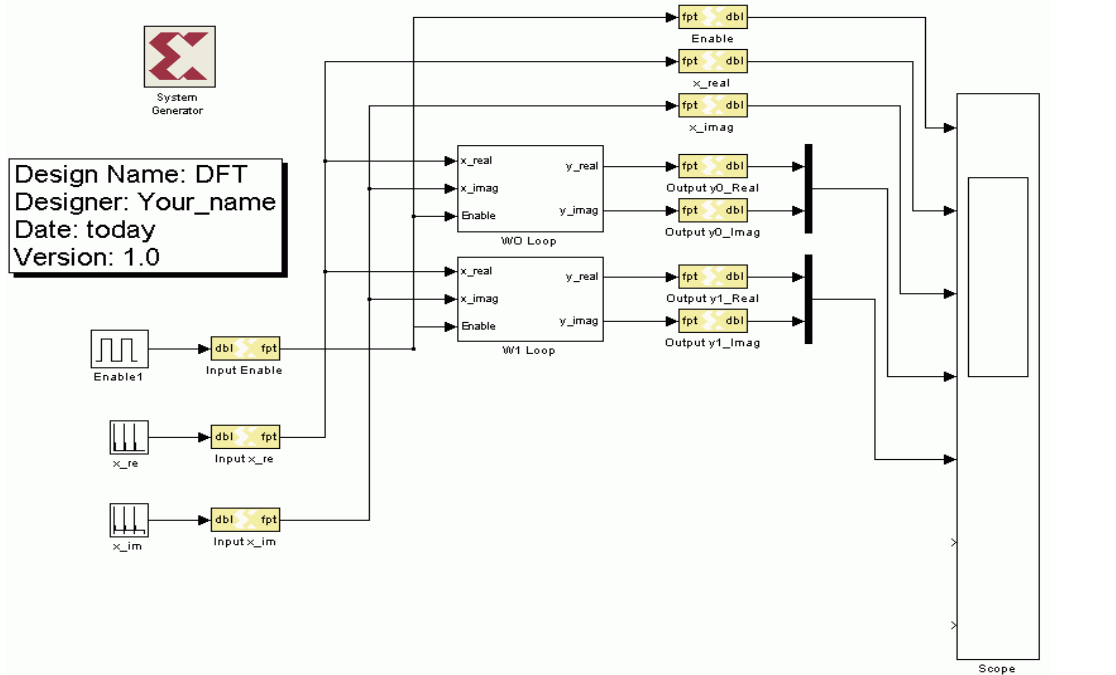 fpt dbl
Enable
fpt dbl
x_real
fpt dbl
x_imag
System
Generator
Design Name: DFT
Designer: Your_name
Date: today
Version: 1.0
x_real
x_imag
Enable
y_real
y_imag
W0 Loop
fpt dbl
Output y0_Real
fpt dbl
Output y0_Imag
x_real
x_imag
Enable
y_real
y_imag
W1 Loop
fpt dbl
Output y1_Real
fpt dbl
Output y1_Imag
Enable1
dbl fpt
Input Enable
x_re
dbl fpt
Input x_re
x_im
dbl fpt
Input x_im
Scope